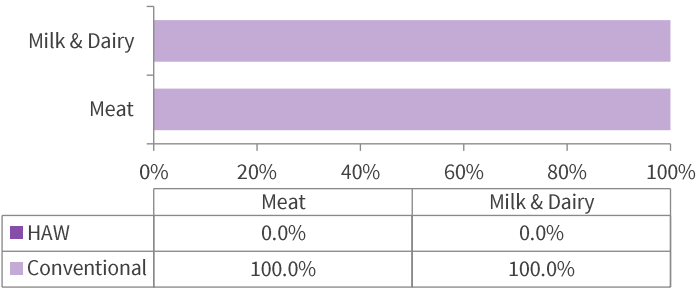 Milk & Dairy
Meat
0% 20% 40% 60% 80% 100%
Meat Milk & Dairy
HAW 0.0% 0.0%
Conventional 100.0% 100.0%